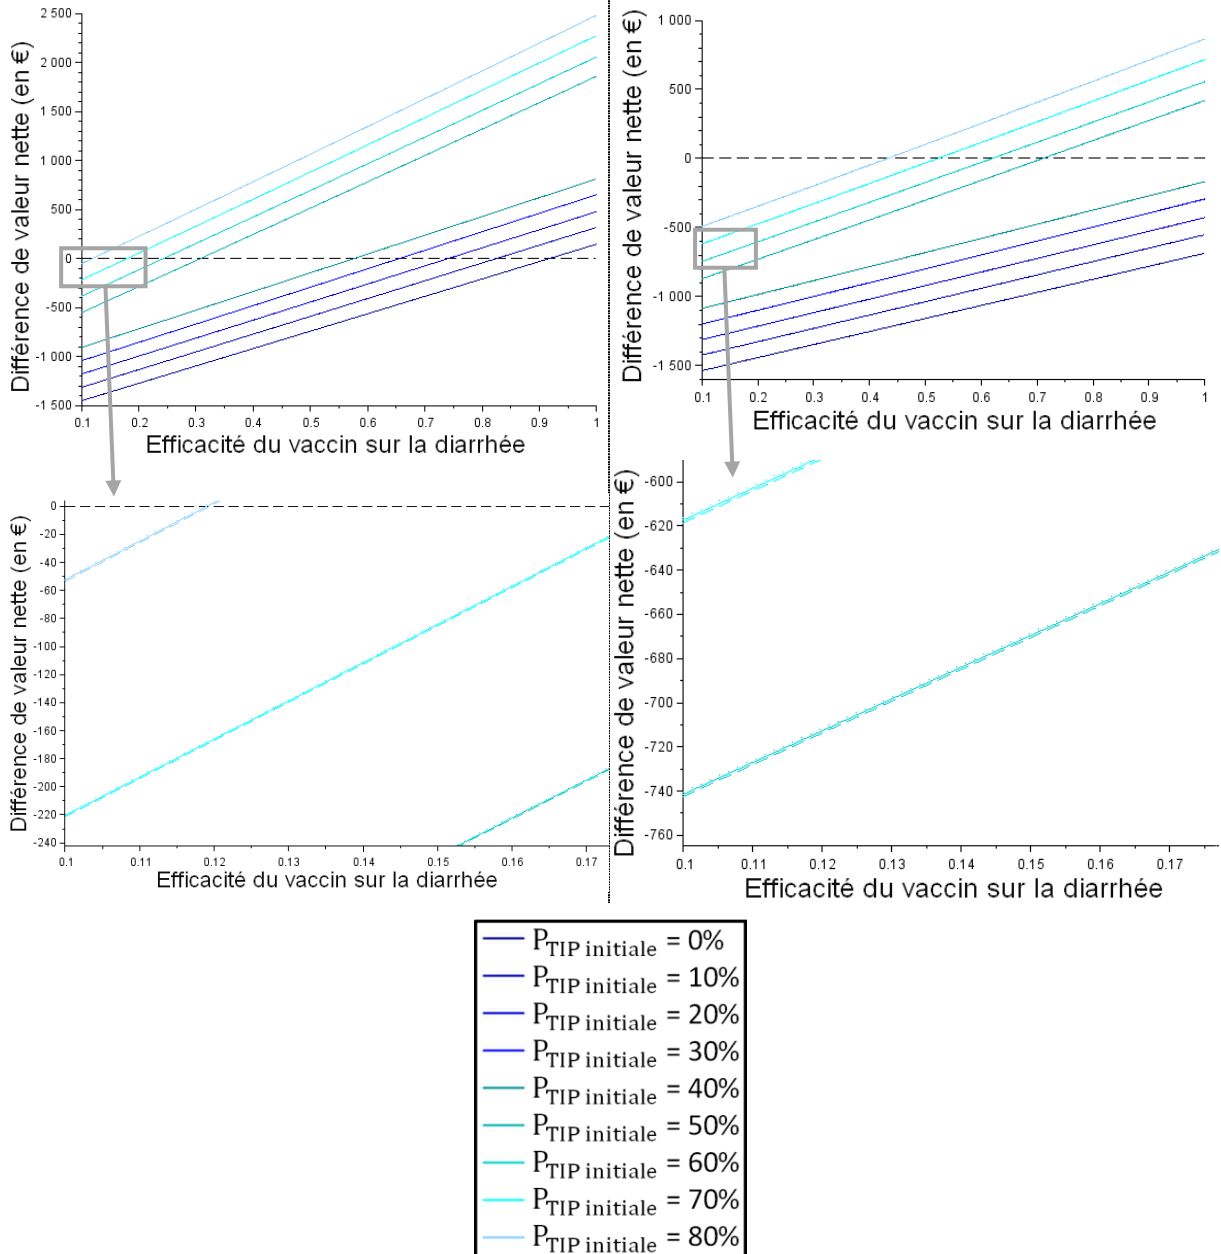 Différence de valeur nette (en €)
2 500
2 000
1 500
1 000
500
0
-500
-1 000
-1 500
0.1 0.2 0.3 0.4 0.5 0.6 0.7 0.8 0.9 1
Efficacité du vaccin sur la diarrhée
Différence de valeur nette (en €)
1 000
500
0
-500
-1 000
-1 500
0.1 0.2 0.3 0.4 0.5 0.6 0.7 0.8 0.9 1
Efficacité du vaccin sur la diarrhée
Différence de valeur nette (en €)
0
-20
-40
-60
-80
-100
-120
-140
-160
-180
-200
-220
-240
0.1 0.11 0.12 0.13 0.14 0.15 0.16 0.17
Efficacité du vaccin sur la diarrhée
Différence de valeur nette (en €)
-600
-620
-640
-660
-680
-700
-720
-740
-760
0.1 0.11 0.12 0.13 0.14 0.15 0.16 0.17
Efficacité du vaccin sur la diarrhée
P TIP initiale = 0%
P TIP initiale = 10%
P TIP initiale = 20%
P TIP initiale = 30%
P TIP initiale = 40%
P TIP initiale = 50%
P TIP initiale = 60%
P TIP initiale = 70%
P TIP initiale = 80%